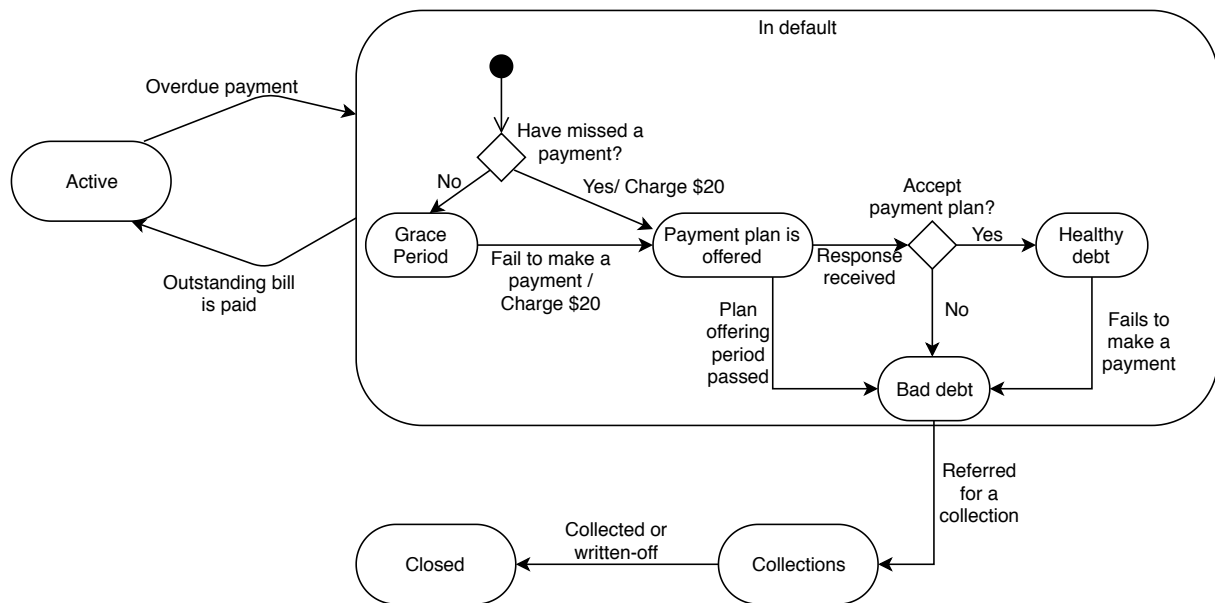 In default
Overdue payment
Active
Outstanding bill
is paid
Have missed a
payment?
No
Yes/ Charge $20
Grace
Period
Fail to make a
payment /
Charge $20
Payment plan is
offered
Response
received
Accept
payment plan?
Yes
Healthy
debt
No
Plan
offering
period
passed
Fails to
make a
payment
Bad debt
Referred
for a
collection
Collections
Collected or
written-off
Closed